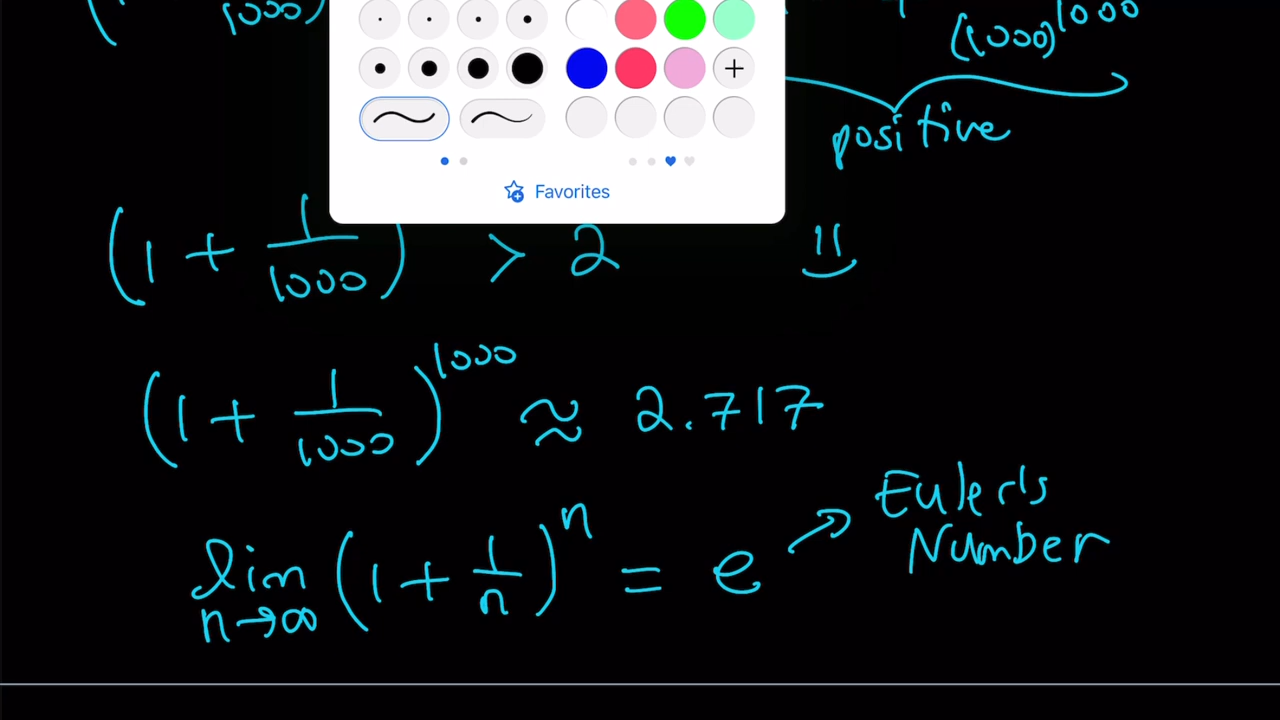 (1000)^1000
1000)
positive
Favorites
(1 + 1/1000) > 2
(1 + 1/1000)^1000 ≈ 2.717
Euler's
Number
lim n→∞ (1 + 1/n)^n = e